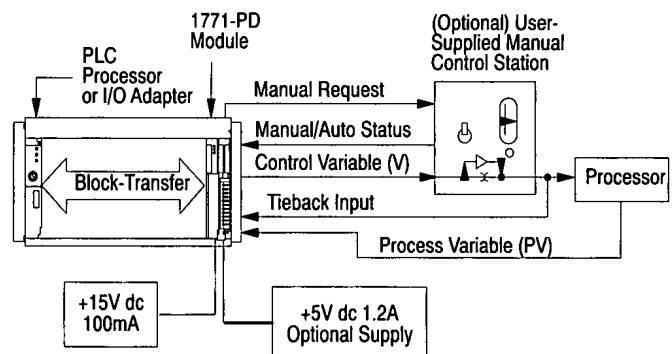 1771-PD
Module
PLC
Processor
or I/O Adapter
(Optional) User-
Supplied Manual
Control Station
Manual Request
Manual/Auto Status
Control Variable (V)
Block-Transfer
Processor
Tieback Input
Process Variable (PV)
+15V dc
100mA
+5V dc 1.2A
Optional Supply